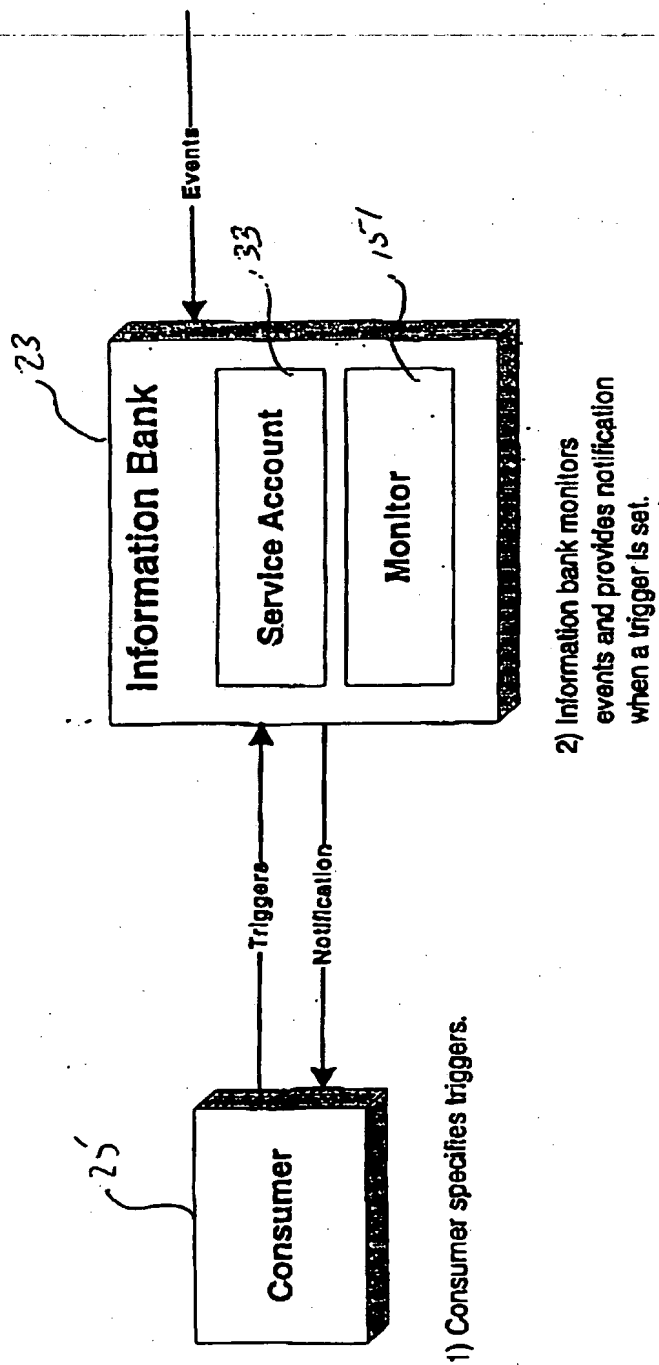 23
Information Bank
Events
Service Account
33
Monitor
151
Triggers
Notification
25
Consumer
1) Consumer specifies triggers.
2) Information bank monitors
events and provides notification
when a trigger is set.